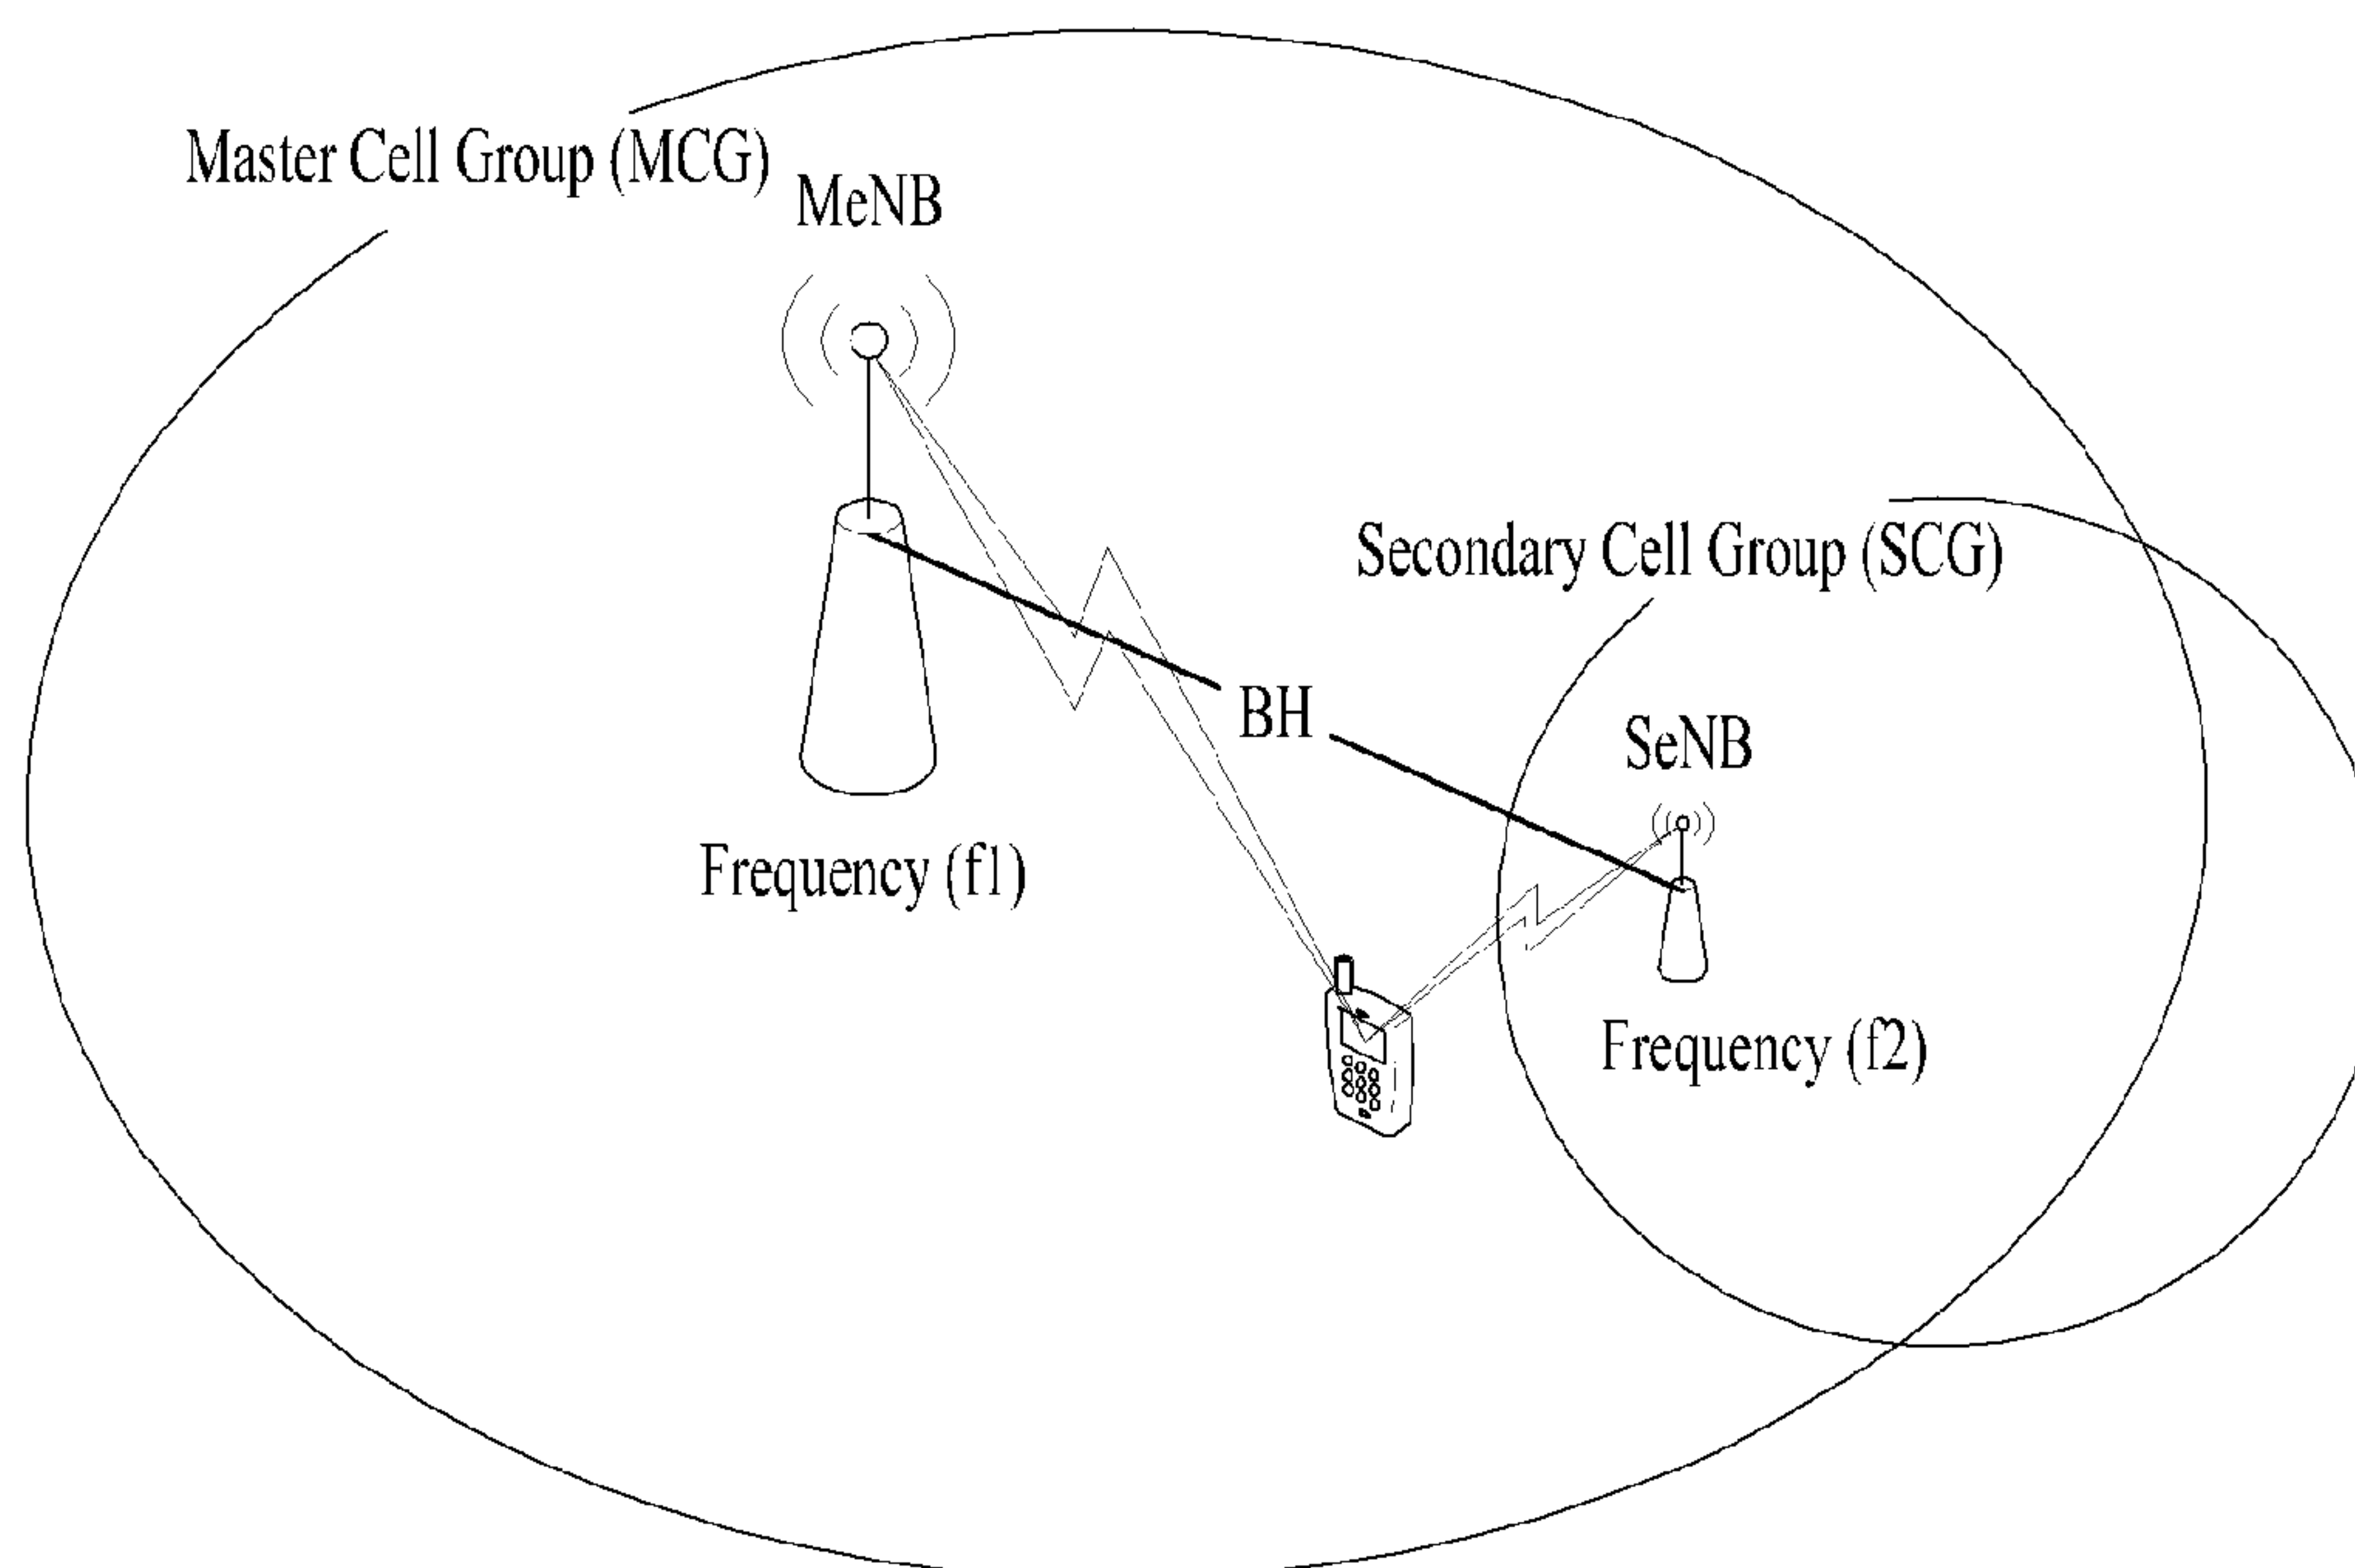 Master Cell Group (MCG)
MeNB
Secondary Cell Group (SCG)
BH
SeNB
Frequency (f1)
Frequency (f2)